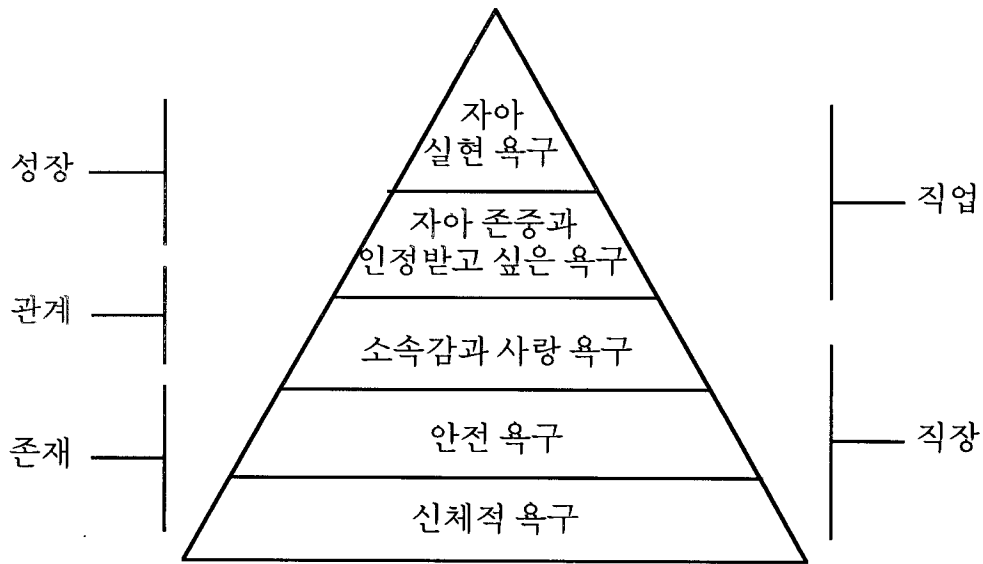 자아
실현 욕구
성장
직업
자아 존중과
인정받고 싶은 욕구
관계
소속감과 사랑 욕구
안전 욕구
존재
직장
신체적 욕구